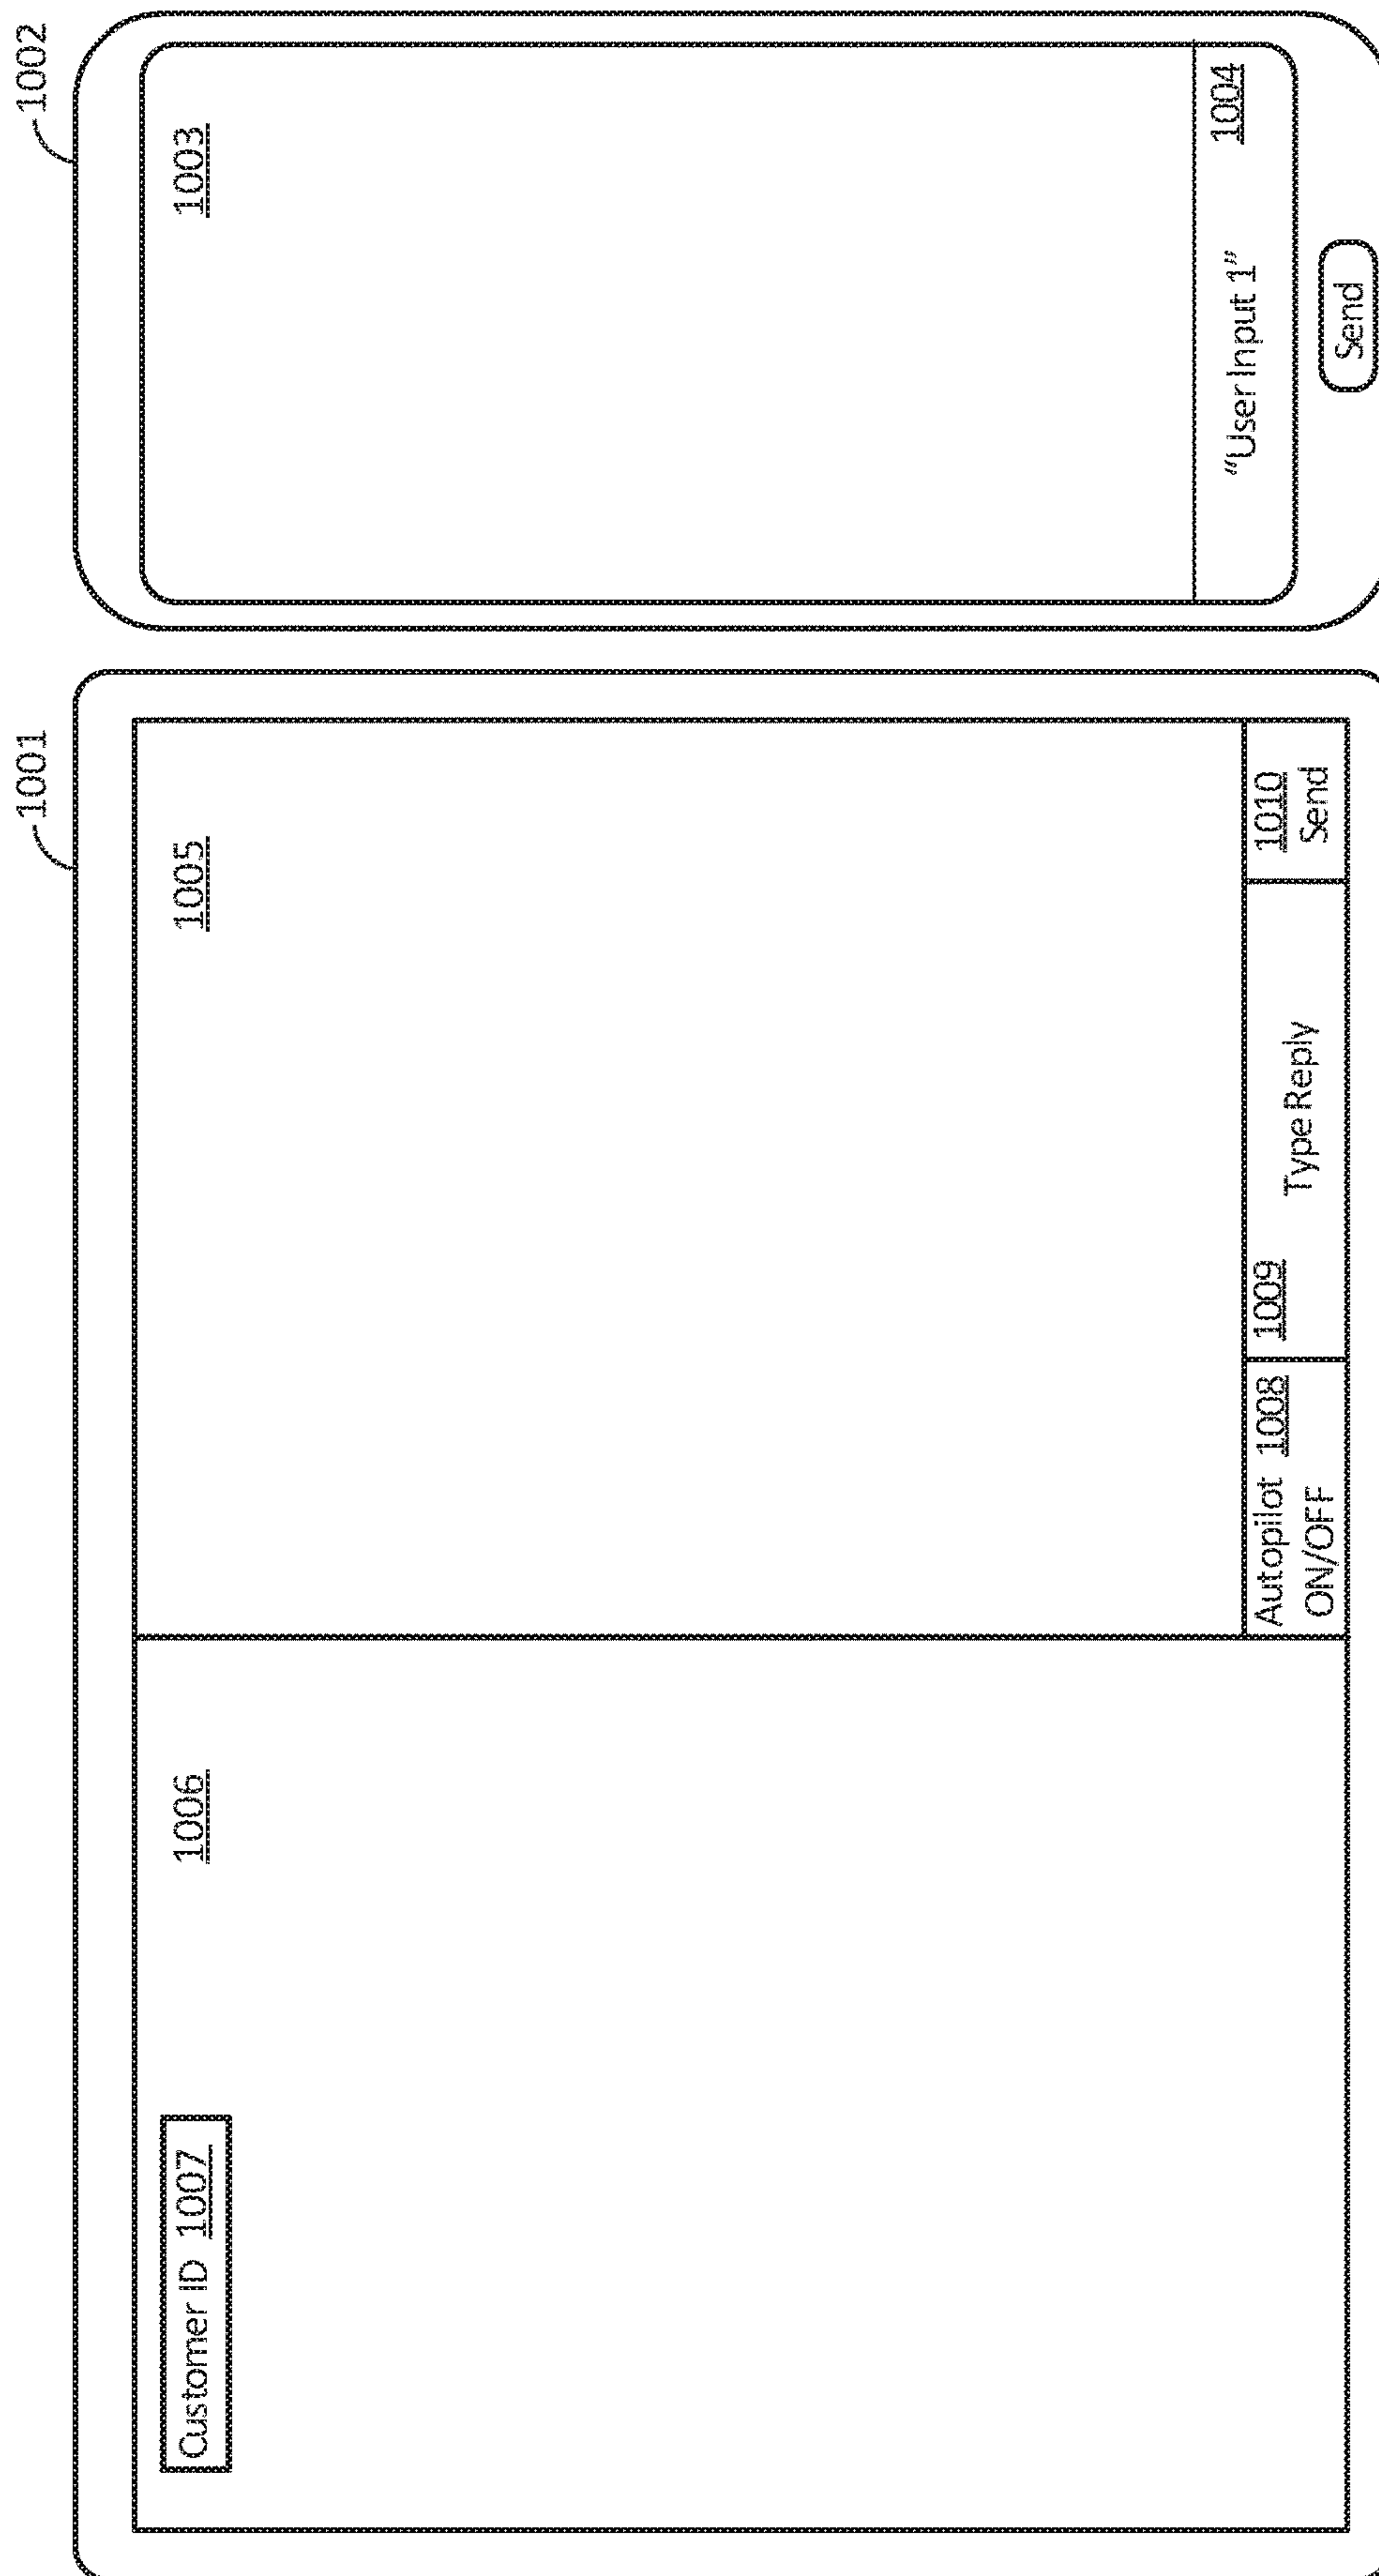 1001
1002
Customer ID 1007
1006
1005
1003
Autopilot 1008
ON/OFF
1009
Type Reply
1010
Send
1004
“User Input 1”
Send